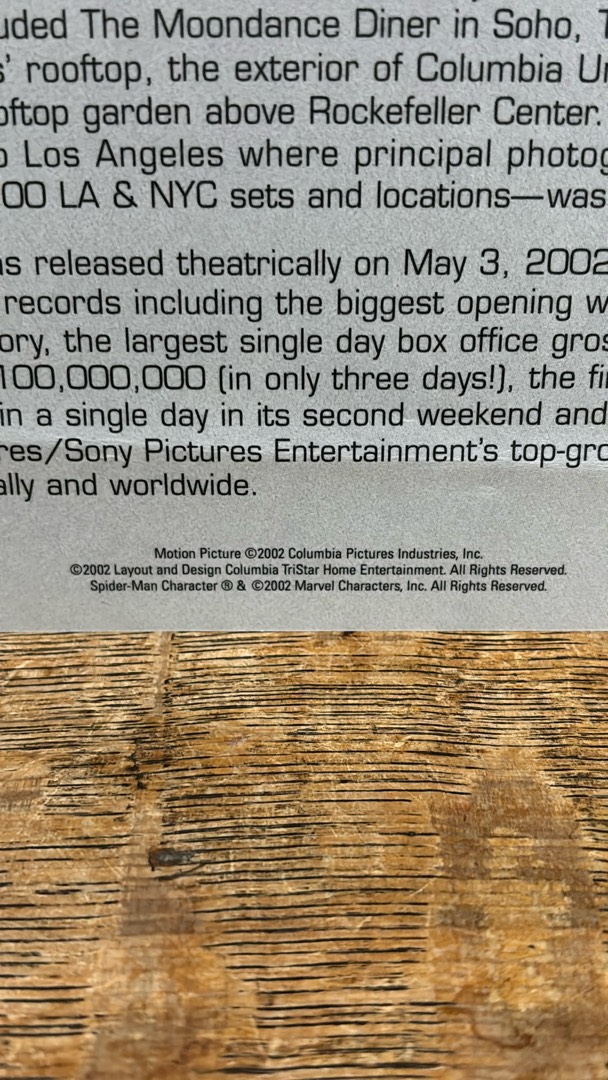 uded The Moondance Diner in Soho, T
s' rooftop, the exterior of Columbia Un
oftop garden above Rockefeller Center.
o Los Angeles where principal photog
00 LA & NYC sets and locations—was
as released theatrically on May 3, 2002
records including the biggest opening w
ory, the largest single day box office gros
100,000,000 (in only three days!), the fi
in a single day in its second weekend and
res/Sony Pictures Entertainment's top-gro
ally and worldwide.
Motion Picture ©2002 Columbia Pictures Industries, Inc.
©2002 Layout and Design Columbia TriStar Home Entertainment. All Rights Reserved.
Spider-Man Character ® & ©2002 Marvel Characters, Inc. All Rights Reserved.